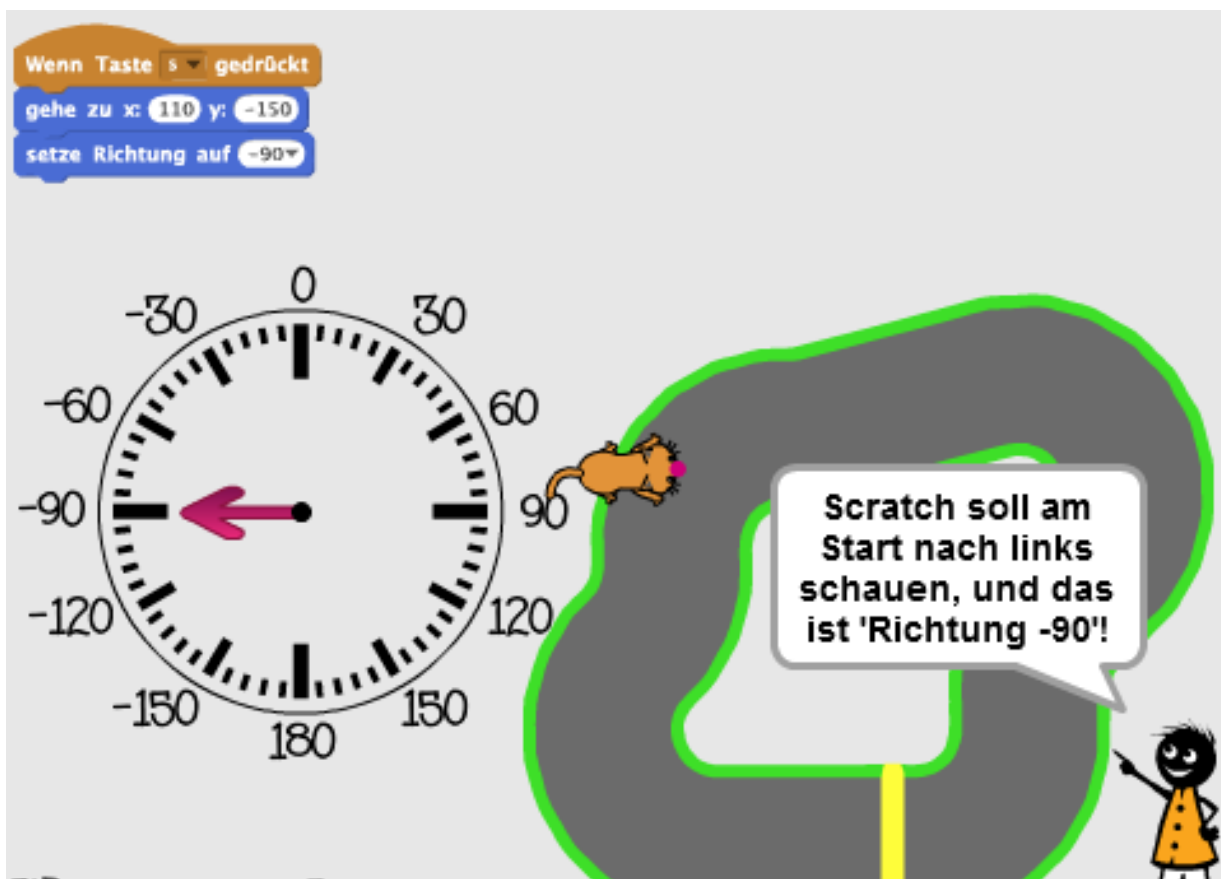 Wenn Taste s gedrückt
gehe zu x: 110 y: -150
setze Richtung auf -90
0
-30
30
-60
60
-90
90
-120
120
-150
150
180
Scratch soll am
Start nach links
schauen, und das
ist 'Richtung -90'!